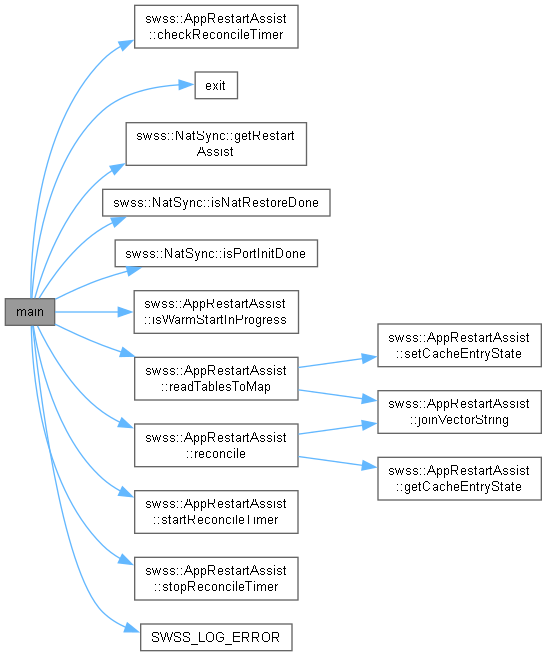 swss::AppRestartAssist
::checkReconcileTimer
exit
swss::NatSync::getRestart
Assist
swss::NatSync::isNatRestoreDone
swss::NatSync::isPortInitDone
main
swss::AppRestartAssist
::isWarmStartInProgress
swss::AppRestartAssist
::readTablesToMap
swss::AppRestartAssist
::setCacheEntryState
swss::AppRestartAssist
::joinVectorString
swss::AppRestartAssist
::reconcile
swss::AppRestartAssist
::getCacheEntryState
swss::AppRestartAssist
::startReconcileTimer
swss::AppRestartAssist
::stopReconcileTimer
SWSS_LOG_ERROR